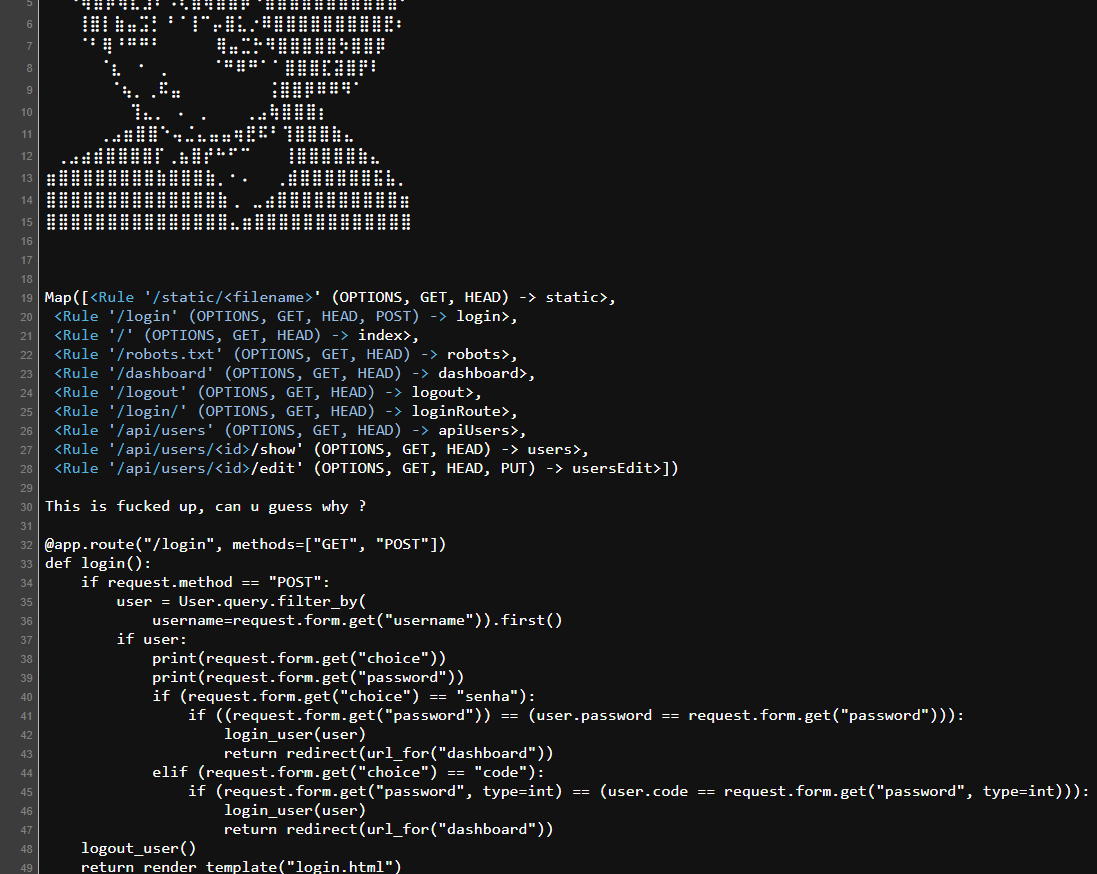 5
6
7
8
9
10
11
12
13
14
15
16
17
18
19 Map([<Rule '/static/<filename>' (OPTIONS, GET, HEAD) -> static>,
20  <Rule '/login' (OPTIONS, GET, HEAD, POST) -> login>,
21  <Rule '/' (OPTIONS, GET, HEAD) -> index>,
22  <Rule '/robots.txt' (OPTIONS, GET, HEAD) -> robots>,
23  <Rule '/dashboard' (OPTIONS, GET, HEAD) -> dashboard>,
24  <Rule '/logout' (OPTIONS, GET, HEAD) -> logout>,
25  <Rule '/login/' (OPTIONS, GET, HEAD) -> loginRoute>,
26  <Rule '/api/users' (OPTIONS, GET, HEAD) -> apiUsers>,
27  <Rule '/api/users/<id>/show' (OPTIONS, GET, HEAD) -> users>,
28  <Rule '/api/users/<id>/edit' (OPTIONS, GET, HEAD, PUT) -> usersEdit>])
29
30 This is fucked up, can u guess why ?
31
32 @app.route("/login", methods=["GET", "POST"])
33 def login():
34     if request.method == "POST":
35         user = User.query.filter_by(
36             username=request.form.get("username")).first()
37         if user:
38             print(request.form.get("choice"))
39             print(request.form.get("password"))
40             if (request.form.get("choice") == "senha"):
41                 if ((request.form.get("password")) == (user.password == request.form.get("password"))):
42                     login_user(user)
43                     return redirect(url_for("dashboard"))
44             elif (request.form.get("choice") == "code"):
45                 if (request.form.get("password", type=int) == (user.code == request.form.get("password", type=int))):
46                     login_user(user)
47                     return redirect(url_for("dashboard"))
48     logout_user()
49     return render_template("login.html")